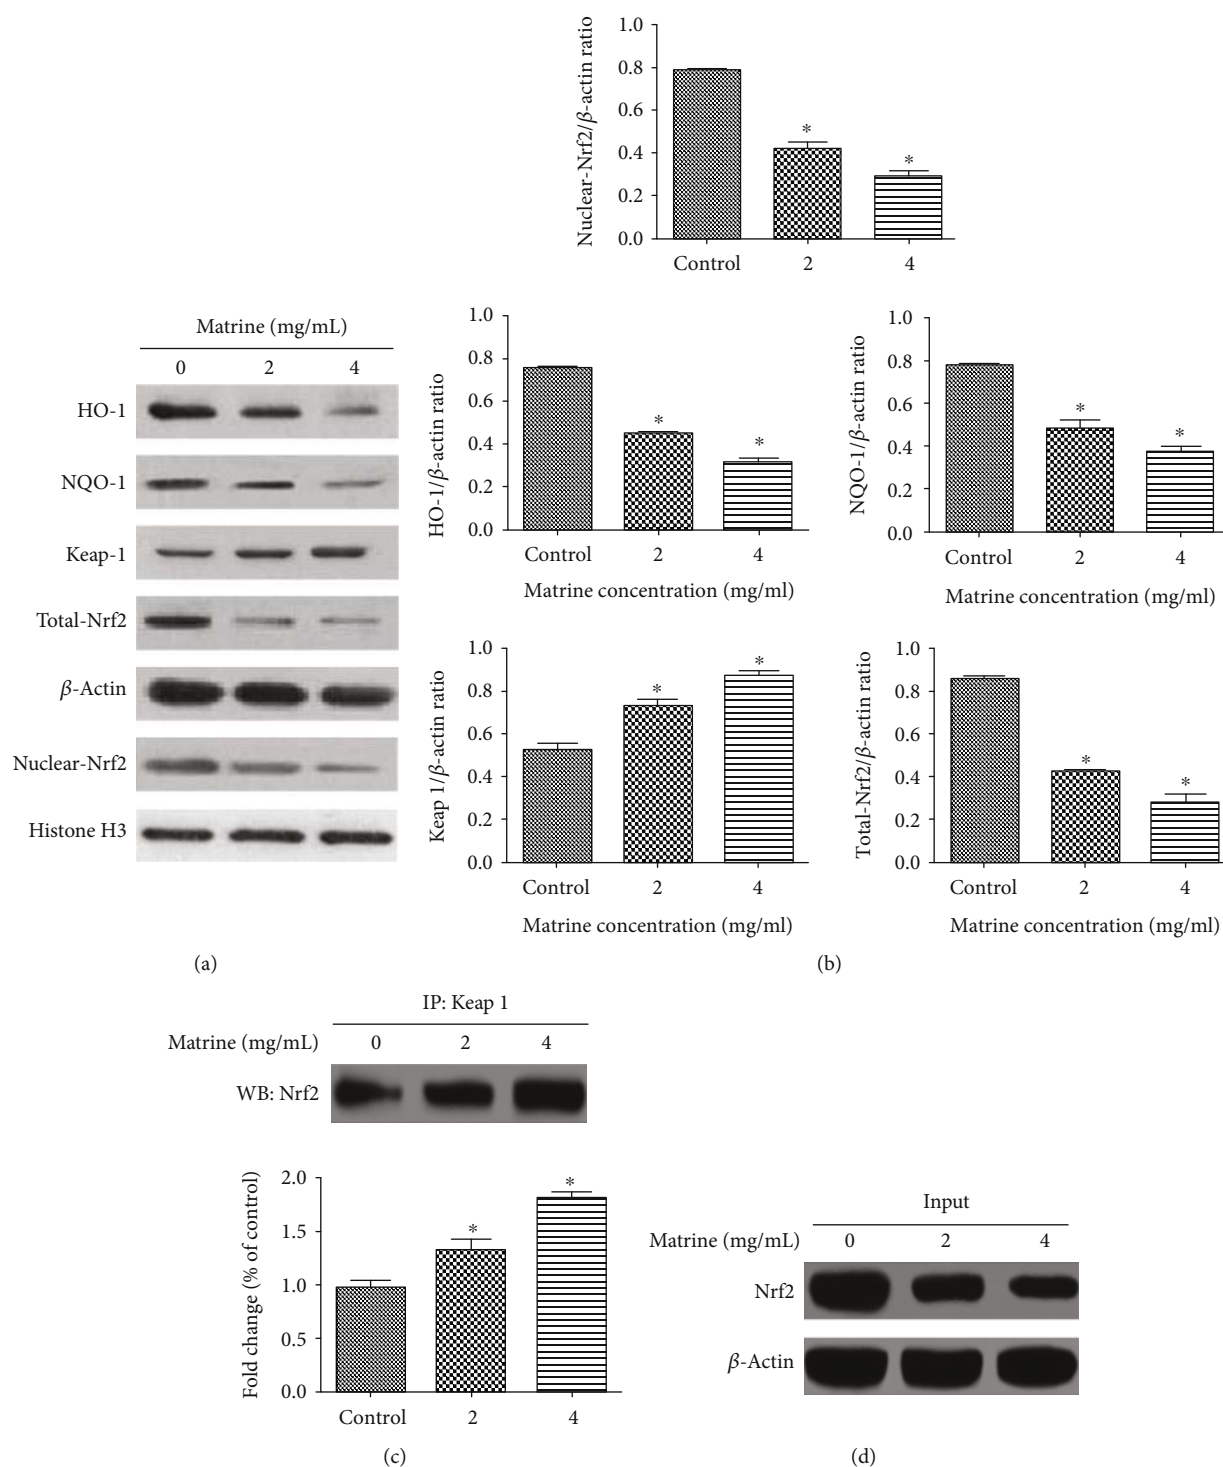 Nuclear-Nrf2/β-actin ratio
1.0
0.8
0.6
0.4
0.2
0.0
*
*
Control 2 4
Matrine (mg/mL)
0 2 4
HO-1
NQO-1
Keap-1
Total-Nrf2
β-Actin
Nuclear-Nrf2
Histone H3
(a)
HO-1/β-actin ratio
1.0
0.8
0.6
0.4
0.2
0.0
*
*
Control 2 4
Matrine concentration (mg/ml)
NQO-1/β-actin ratio
1.0
0.8
0.6
0.4
0.2
0.0
*
*
Control 2 4
Matrine concentration (mg/ml)
Keap 1/β-actin ratio
1.0
0.8
0.6
0.4
0.2
0.0
*
*
Control 2 4
Matrine concentration (mg/ml)
Total-Nrf2/β-actin ratio
1.0
0.8
0.6
0.4
0.2
0.0
*
*
Control 2 4
Matrine concentration (mg/ml)
(b)
IP: Keap 1
Matrine (mg/mL) 0 2 4
WB: Nrf2
Fold change (% of control)
2.0
1.5
1.0
0.5
0.0
*
*
Control 2 4
(c)
Input
Matrine (mg/mL) 0 2 4
Nrf2
β-Actin
(d)